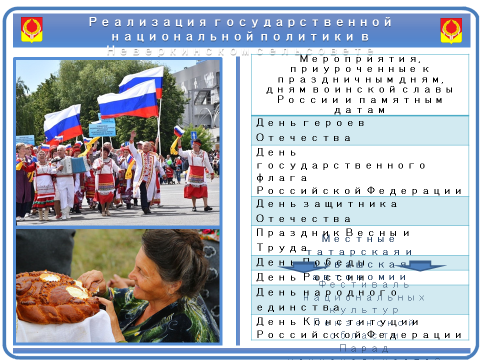 Реализация государственной
национальной политики в
Неверкинском сельсовете
Мероприятия,
приуроченные к
праздничным дням,
дням воинской славы
России и памятным
датам
День героев
Отечества
День
государственного
флага
Российской Федерации
День защитника
Отечества
Праздник Весны и
Труда
День Победы
День России
День народного
единства
День Конституции
Российской Федерации
Местные
татарская и
автономии
Фестиваль
национальных
культур
Парад